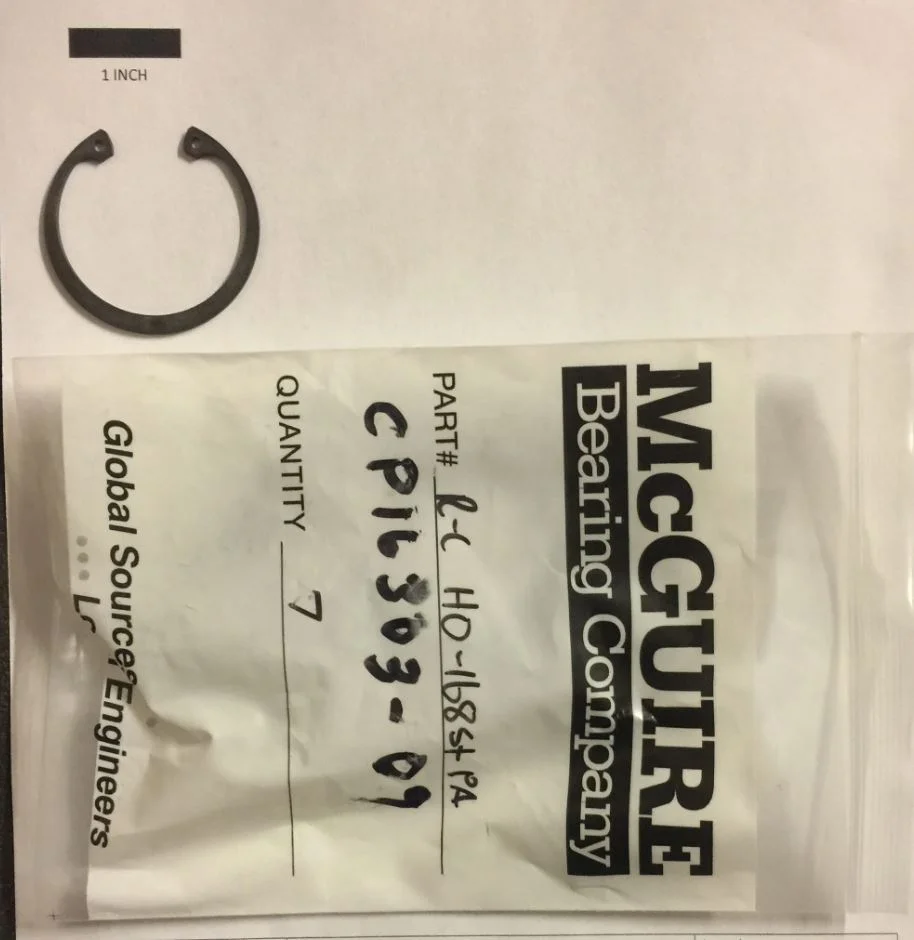 1 INCH
McGUIRE
Bearing Company
PART# R-C HO-168St PA
CP16303-09
QUANTITY 7
Global Source, Engineers